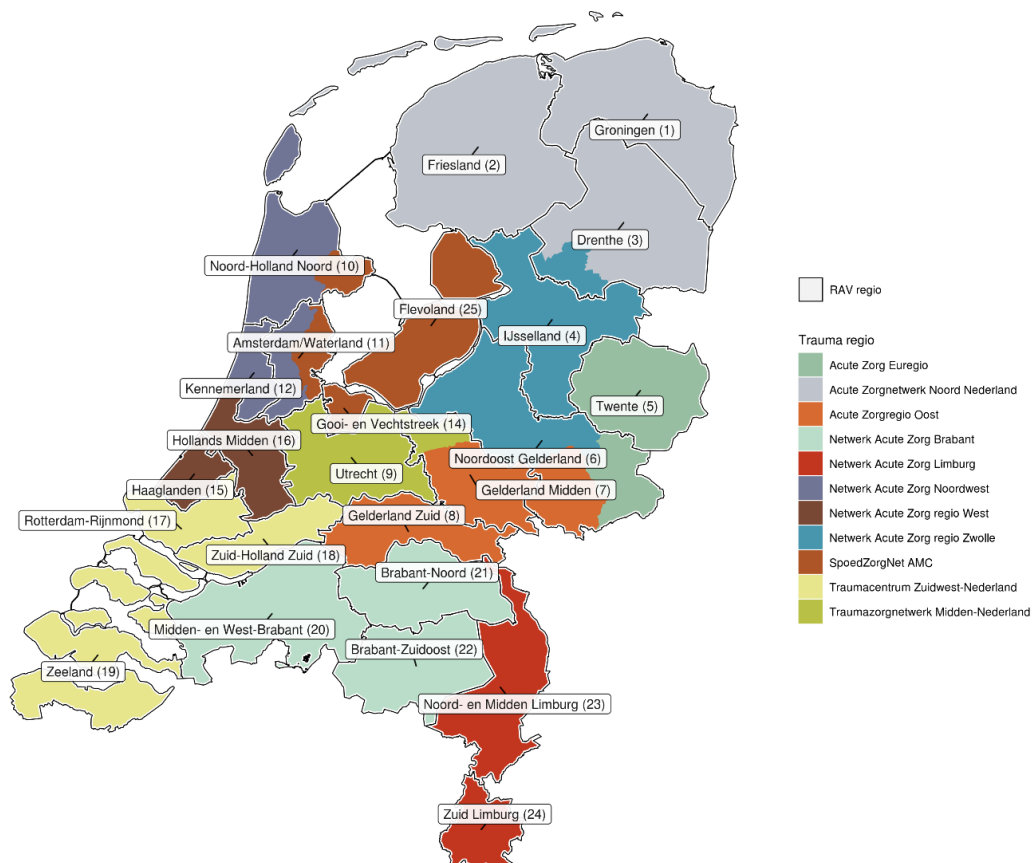 Groningen (1)
Friesland (2)
Drenthe (3)
Noord-Holland Noord (10)
Flevoland (25)
IJsselland (4)
Amsterdam/Waterland (11)
Kennemerland (12)
Twente (5)
Gooi- en Vechtstreek (14)
Hollands Midden (16)
Noordoost Gelderland (6)
Utrecht (9)
Haaglanden (15)
Gelderland Midden (7)
Gelderland Zuid (8)
Rotterdam-Rijnmond (17)
Zuid-Holland Zuid (18)
Brabant-Noord (21)
Midden- en West-Brabant (20)
Brabant-Zuidoost (22)
Zeeland (19)
Noord- en Midden Limburg (23)
Zuid Limburg (24)
RAV regio
Trauma regio
Acute Zorg Euregio
Acute Zorgnetwerk Noord Nederland
Acute Zorgregio Oost
Netwerk Acute Zorg Brabant
Netwerk Acute Zorg Limburg
Netwerk Acute Zorg Noordwest
Netwerk Acute Zorg regio West
Netwerk Acute Zorg regio Zwolle
SpoedZorgNet AMC
Traumacentrum Zuidwest-Nederland
Traumazorgnetwerk Midden-Nederland